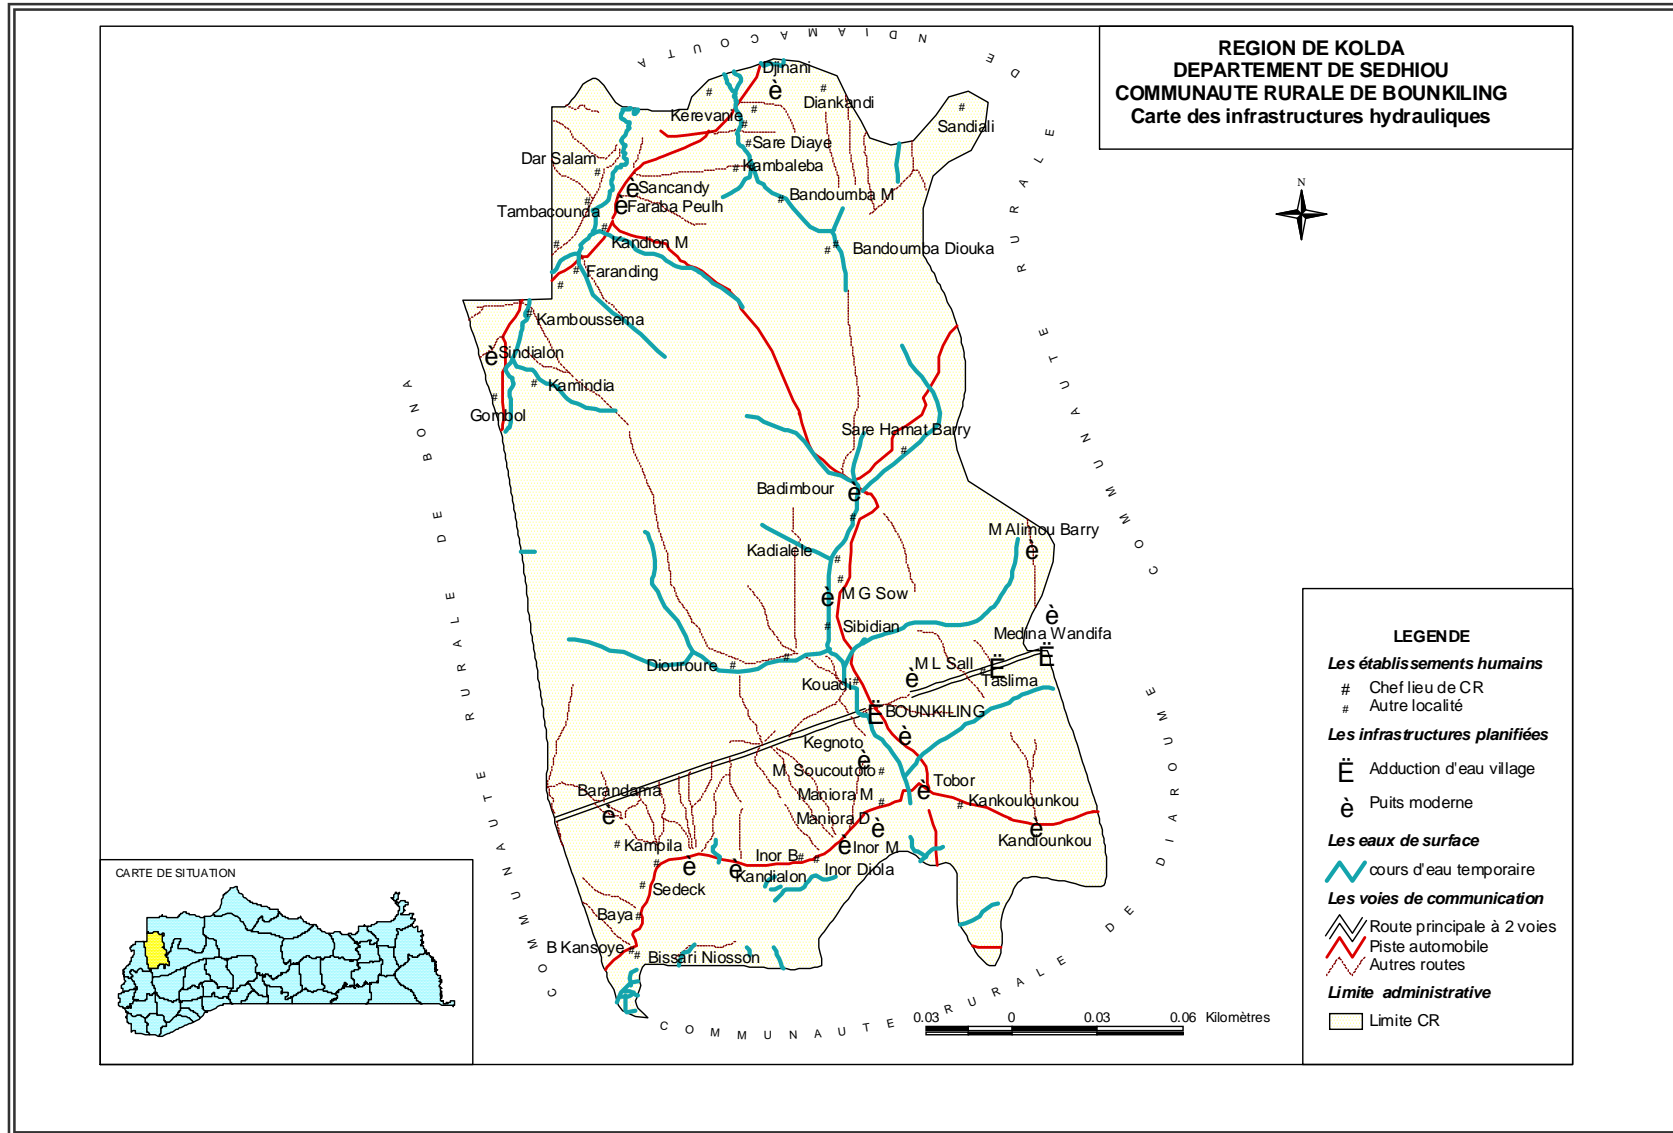 REGION DE KOLDA
DEPARTEMENT DE SEDHIOU
COMMUNAUTE RURALE DE BOUNKILING
Carte des infrastructures hydrauliques
COMMUNAUTE RURALE DE NDIAMACOUTA
COMMUNAUTE RURALE DE BONA
COMMUNAUTE RURALE DE DIAROUME
N
Djinani
è
Diankandi
Kerevane
Sandiali
Sare Diaye
Dar Salam
Kambaleba
è Sancandy
Bandoumba M
Tambacounda
è Faraba Peulh
Kandion M
Bandoumba Diouka
Faranding
Kamboussema
è Sindialon
Kamindia
Gombol
Sare Hamat Barry
Badimbour
è
M Alimou Barry
è
Kadialele
è M G Sow
è
Sibidian
Medina Wandifa
Ë
Diouroure
M L Sall
è
Ë
Taslima
Kouadi
Ë BOUNKILING
è
Kegnoto
è
M. Soucoutoto
Tobor
è
Barandama
è
Maniora M
Kankoulounkou
Maniora D
è
Kandiounkou
è
Kampila
Inor B
è Inor M
Inor Diola
è
è
Kandialon
Sedeck
Baya
B Kansoye
Bissari Niosson
0.03 0 0.03 0.06 Kilomètres
CARTE DE SITUATION
LEGENDE
Les établissements humains
# Chef lieu de CR
# Autre localité
Les infrastructures planifiées
Ë Adduction d'eau village
è Puits moderne
Les eaux de surface
cours d'eau temporaire
Les voies de communication
Route principale à 2 voies
Piste automobile
Autres routes
Limite administrative
Limite CR